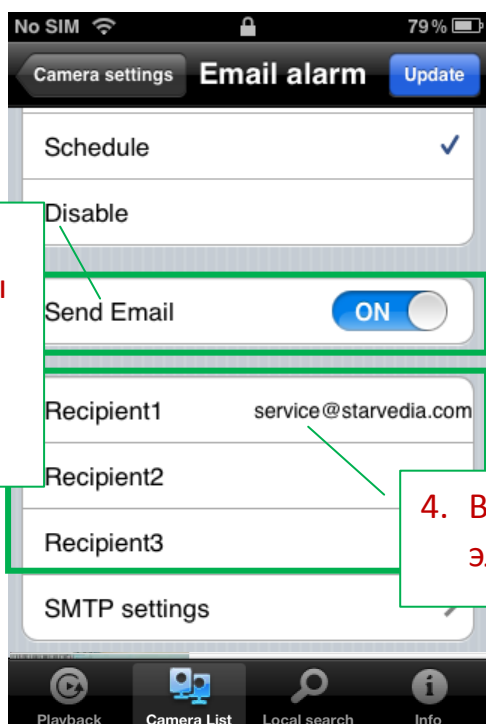 No SIM 79%
Camera settings Email alarm Update
Schedule
Disable
Send Email ON
Recipient1 service@starvedia.com
Recipient2
Recipient3
4.
SMTP settings
Playback Camera List Local search Info